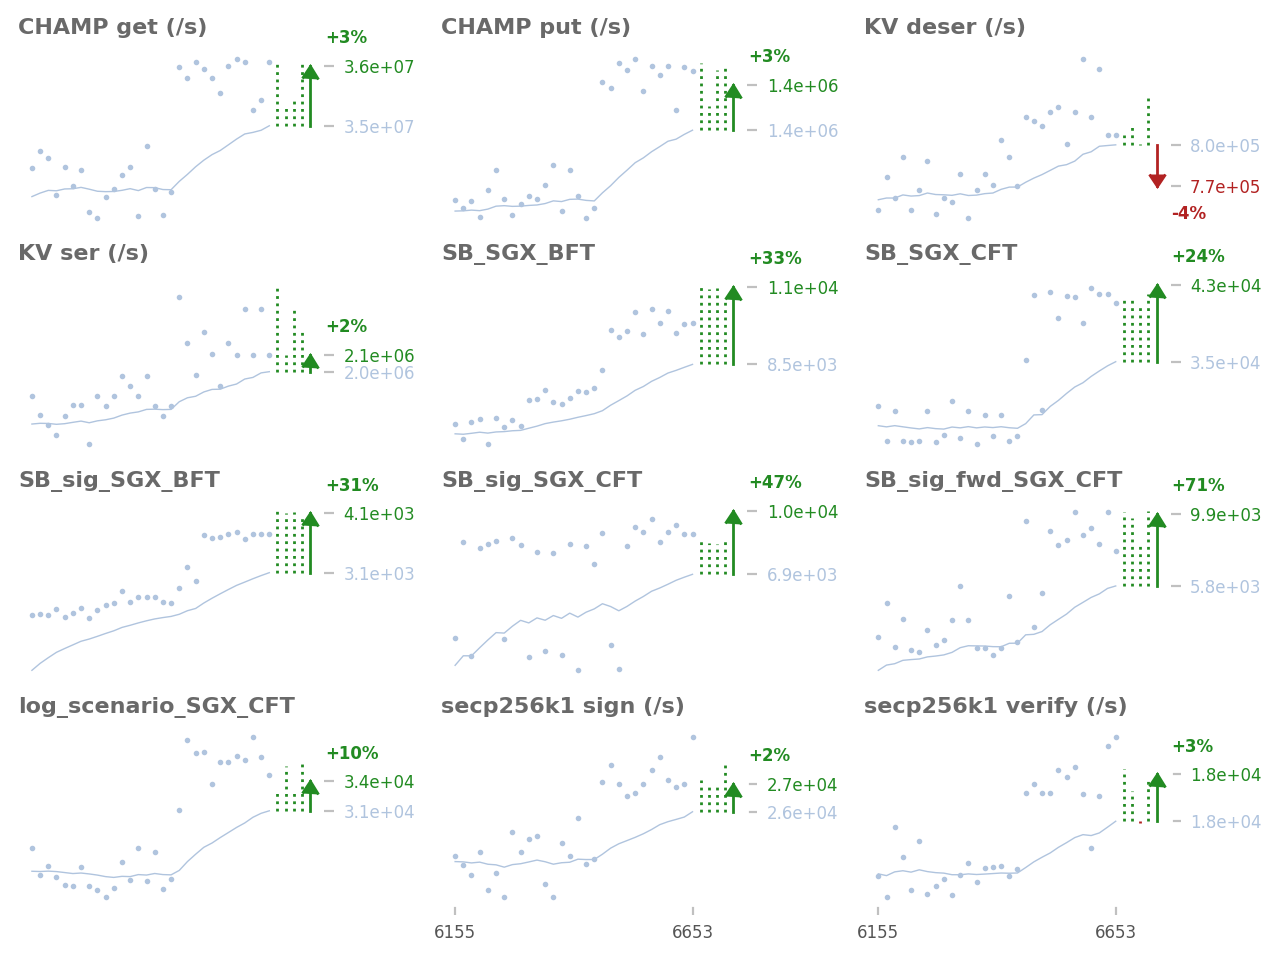 CHAMP get (/s)
+3%
3.6e+07
3.5e+07
CHAMP put (/s)
+3%
1.4e+06
1.4e+06
KV deser (/s)
8.0e+05
7.7e+05
-4%
KV ser (/s)
+2%
2.1e+06
2.0e+06
SB_SGX_BFT
+33%
1.1e+04
8.5e+03
SB_SGX_CFT
+24%
4.3e+04
3.5e+04
SB_sig_SGX_BFT
+31%
4.1e+03
3.1e+03
SB_sig_SGX_CFT
+47%
1.0e+04
6.9e+03
SB_sig_fwd_SGX_CFT
+71%
9.9e+03
5.8e+03
log_scenario_SGX_CFT
+10%
3.4e+04
3.1e+04
secp256k1 sign (/s)
+2%
2.7e+04
2.6e+04
6155 6653
secp256k1 verify (/s)
+3%
1.8e+04
1.8e+04
6155 6653